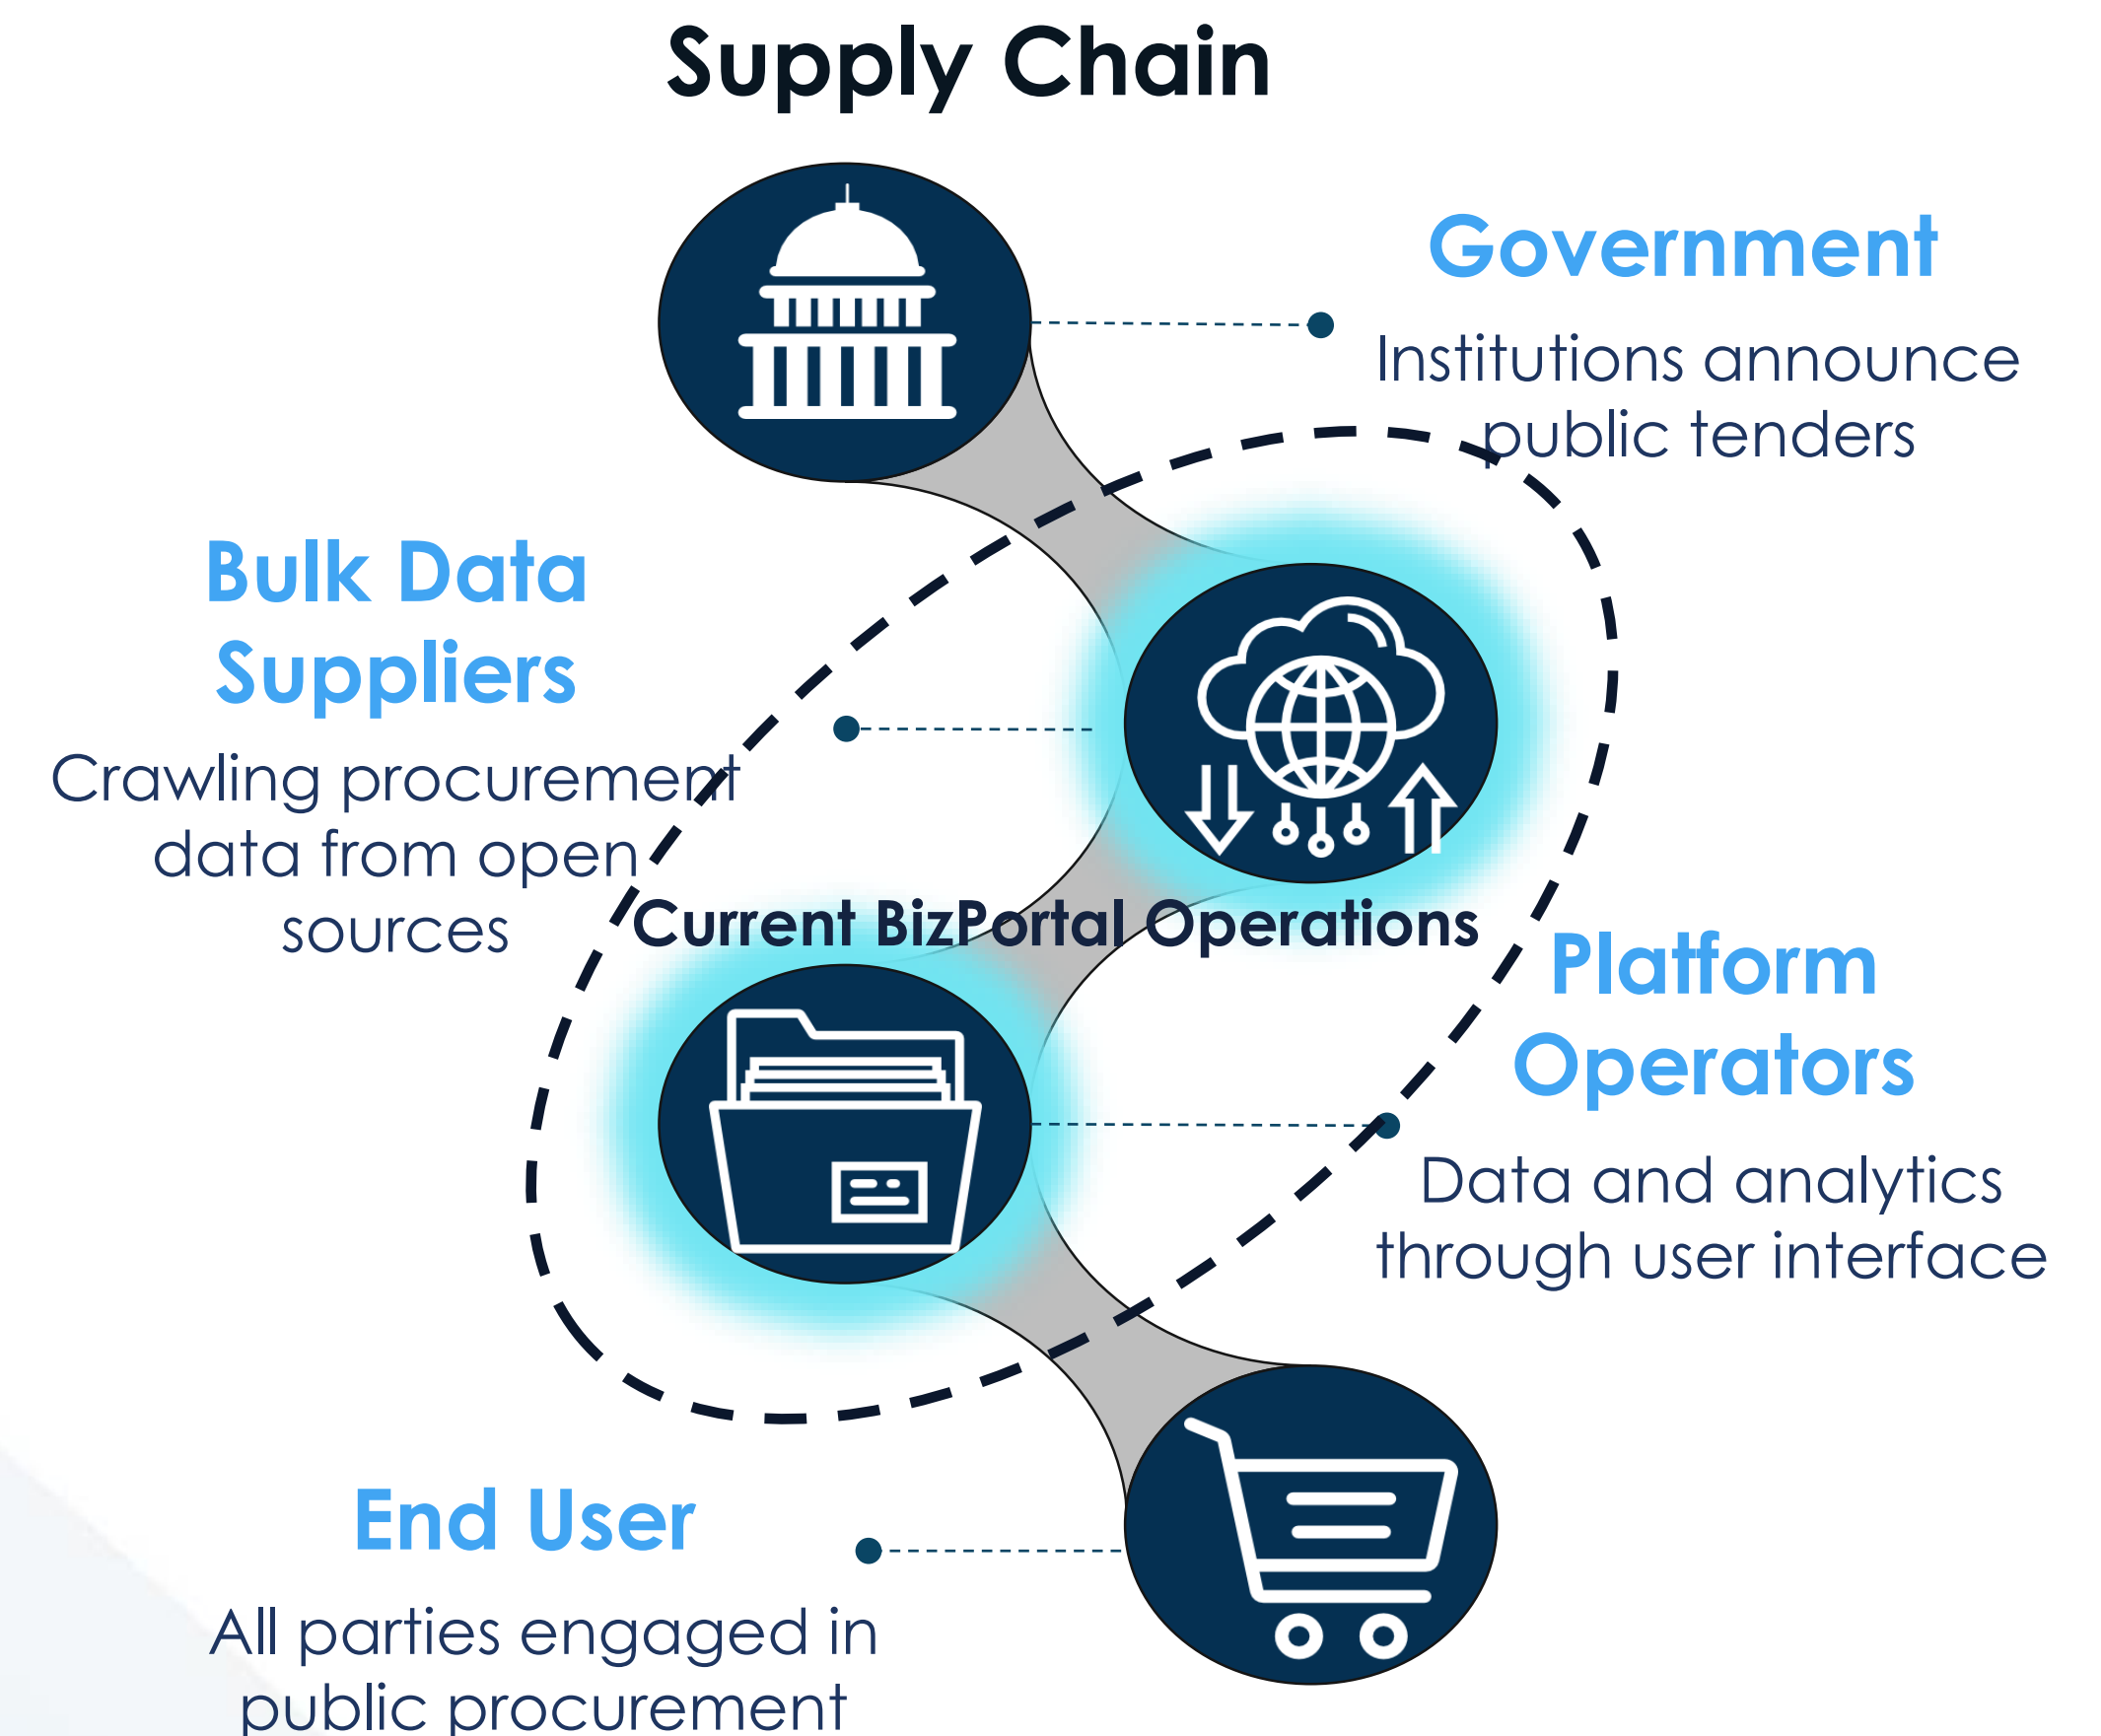 Supply Chain
Government
Institutions announce
public tenders
Bulk Data
Suppliers
Crawling procurement
data from open
sources
Current BizPortal Operations
Platform
Operators
Data and analytics
through user interface
End User
All parties engaged in
public procurement